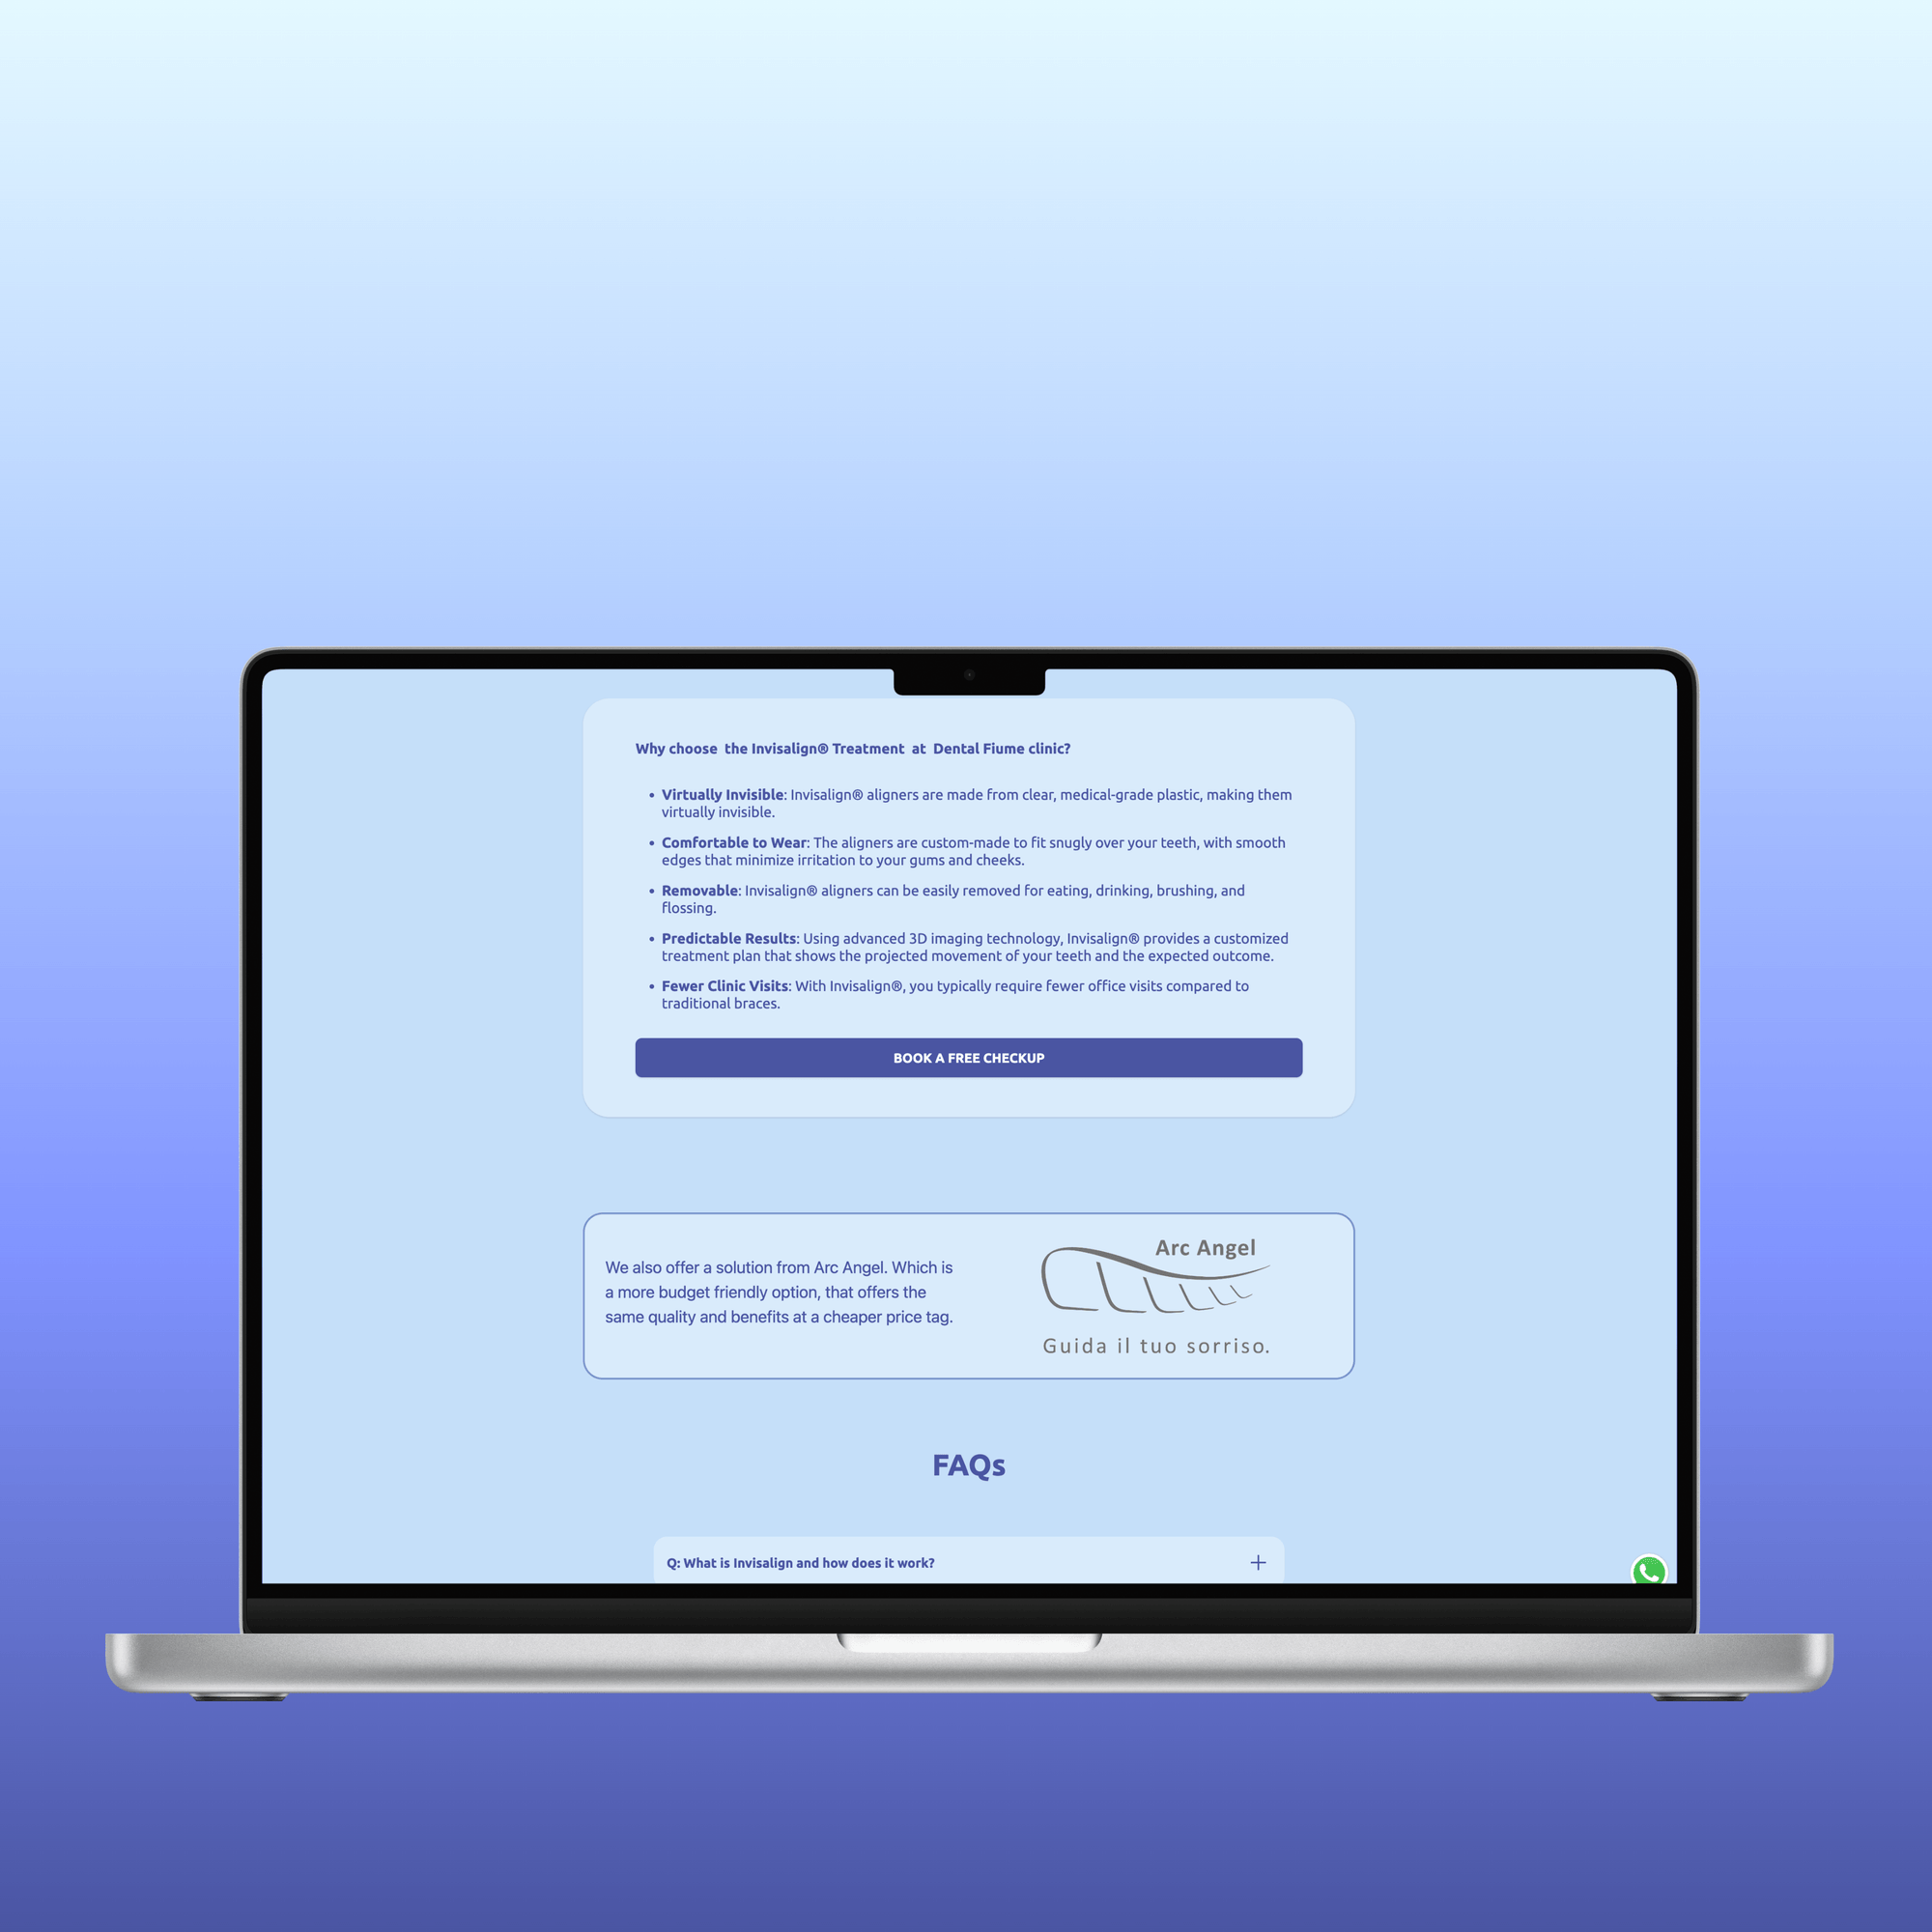 Why choose  the Invisalign® Treatment  at  Dental Fiume clinic?
• Virtually Invisible: Invisalign® aligners are made from clear, medical-grade plastic, making them
virtually invisible.
• Comfortable to Wear: The aligners are custom-made to fit snugly over your teeth, with smooth
edges that minimize irritation to your gums and cheeks.
• Removable: Invisalign® aligners can be easily removed for eating, drinking, brushing, and
flossing.
• Predictable Results: Using advanced 3D imaging technology, Invisalign® provides a customized
treatment plan that shows the projected movement of your teeth and the expected outcome.
• Fewer Clinic Visits: With Invisalign®, you typically require fewer office visits compared to
traditional braces.
BOOK A FREE CHECKUP
We also offer a solution from Arc Angel. Which is
a more budget friendly option, that offers the
same quality and benefits at a cheaper price tag.
Arc Angel
Guida il tuo sorriso.
FAQs
Q: What is Invisalign and how does it work?